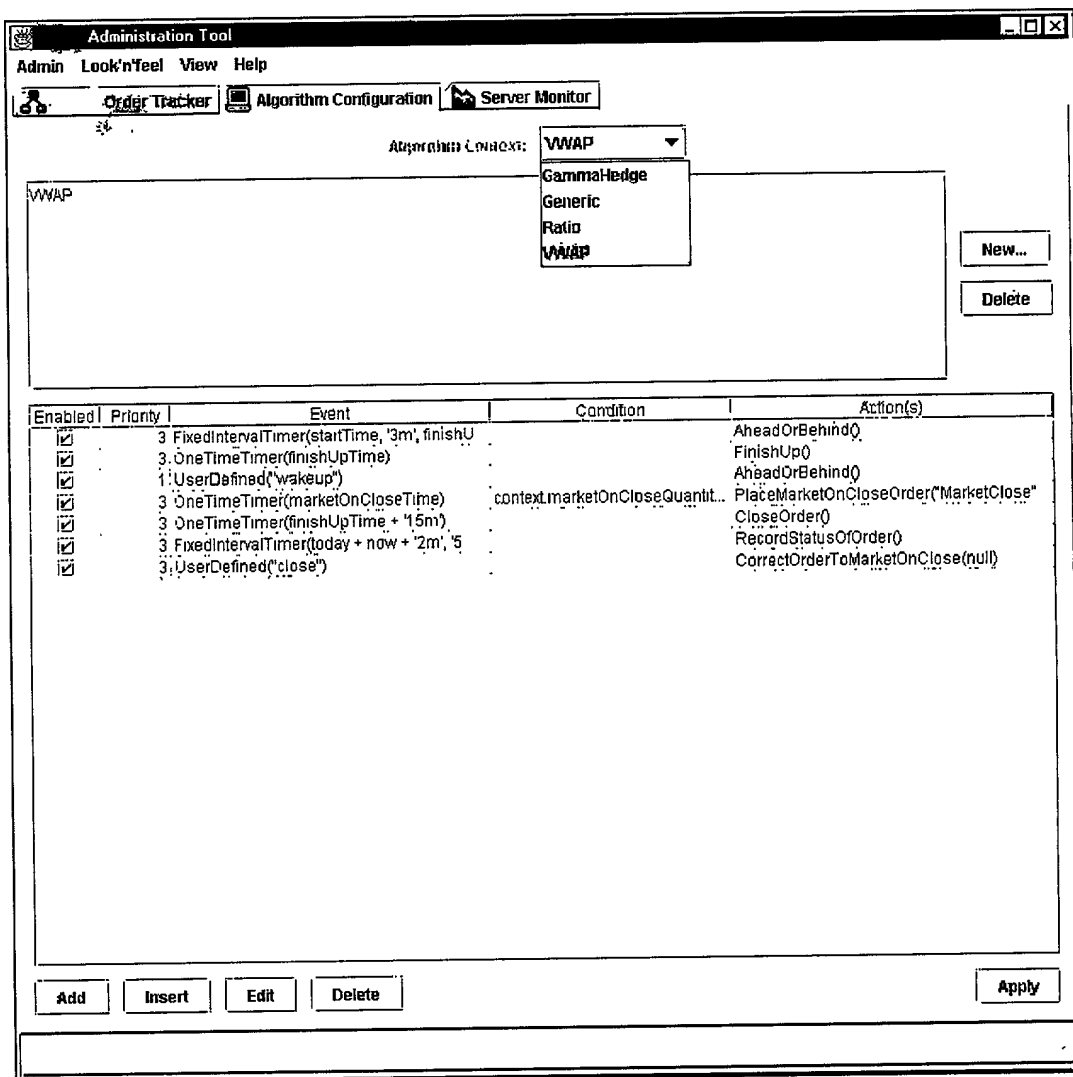 Administration Tool
Admin Look'n'feel View Help
Order Tracker Algorithm Configuration Server Monitor
Algorithm Context: VWAP
GammaHedge
Generic
Ratio
VWAP
VWAP
New...
Delete
Enabled Priority Event Condition Action(s)
3 FixedIntervalTimer(startTime, '3m', finishU AheadOrBehind()
3 OneTimeTimer(finishUpTime) FinishUp()
1 UserDefined("wakeup") AheadOrBehind()
3 OneTimeTimer(marketOnCloseTime) context.marketOnCloseQuantit... PlaceMarketOnCloseOrder("MarketClose"
3 OneTimeTimer(finishUpTime + '15m') CloseOrder()
3 FixedIntervalTimer(today + now + '2m', '5 RecordStatusOfOrder()
3 UserDefined("close") CorrectOrderToMarketOnClose(null)
Add Insert Edit Delete Apply